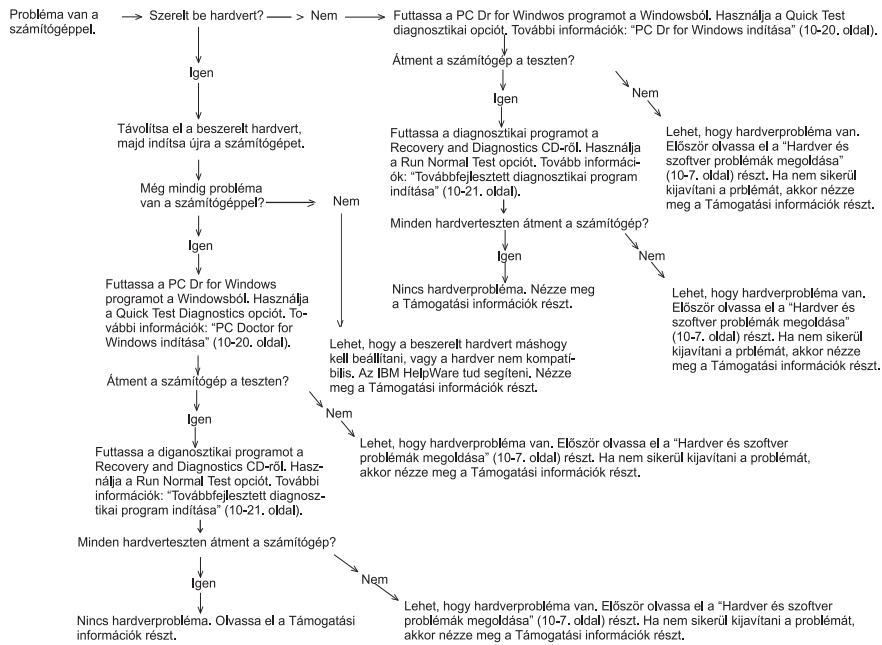 Probléma van a
számítógéppel.
Szerelt be hardvert?
Nem
Futtassa a PC Dr for Windwos programot a Windowsból. Használja a Quick Test
diagnosztikai opciót. További információk: “PC Dr for Windows indítása” (10-20. oldal).
Igen
Átment a számítógép a teszten?
Nem
Igen
Távolítsa el a beszerelt hardvert,
majd indítsa újra a számítógépet.
Futtassa a diagnosztikai programot a
Recovery and Diagnostics CD-ről. Használja
a Run Normal Test opciót. További informáci-
ók: “Továbbfejlesztett diagnosztikai program
indítása” (10-21. oldal).
Lehet, hogy hardverprobléma van.
Először olvassa el a “Hardver és
szoftver problémák megoldása”
(10-7. oldal) részt. Ha nem sikerül
kijavítani a prblémát, akkor nézze
meg a Támogatási információk részt.
Még mindig probléma
van a számítógéppel?
Nem
Minden hardverteszten átment a számítógép?
Igen
Igen
Nem
Nincs hardverprobléma. Nézze meg
a Támogatási információk részt.
Lehet, hogy hardverprobléma van.
Először olvassa el a “Hardver és
szoftver problémák megoldása”
(10-7. oldal) részt. Ha nem sikerül
kijavítani a prblémát, akkor nézze
meg a Támogatási információk részt.
Futtassa a PC Dr for Windows
programot a Windowsból. Használja
a Quick Test Diagnostics opciót. To-
vábbi információk: “PC Doctor for
Windows indítása” (10-20. oldal).
Lehet, hogy a beszerelt hardvert máshogy
kell beállítani, vagy a hardver nem kompatí-
bilis. Az IBM HelpWare tud segíteni. Nézze
meg a Támogatási információk részt.
Átment a számítógép a teszten?
Igen
Nem
Futtassa a diganosztikai programot a
Recovery and Diagnostics CD-ről. Hasz-
nálja a Run Normal Test opciót. További
információk: “Továbbfejlesztett diagnosz-
tikai program indítása” (10-21. oldal).
Lehet, hogy hardverprobléma van. Először olvassa el a “Hardver és szoftver
problémák megoldása” (10-7. oldal) részt. Ha nem sikerül kijavítani a problémát,
akkor nézze meg a Támogatási információk részt.
Minden hardverteszten átment a számítógép?
Igen
Nem
Nincs hardverprobléma. Olvassa el a Támogatási
információk részt.
Lehet, hogy hardverprobléma van. Először olvassa el a “Hardver és szoftver
problémák megoldása” (10-7. oldal) részt. Ha nem sikerül kijavítani a problémát,
akkor nézze meg a Támogatási információk részt.